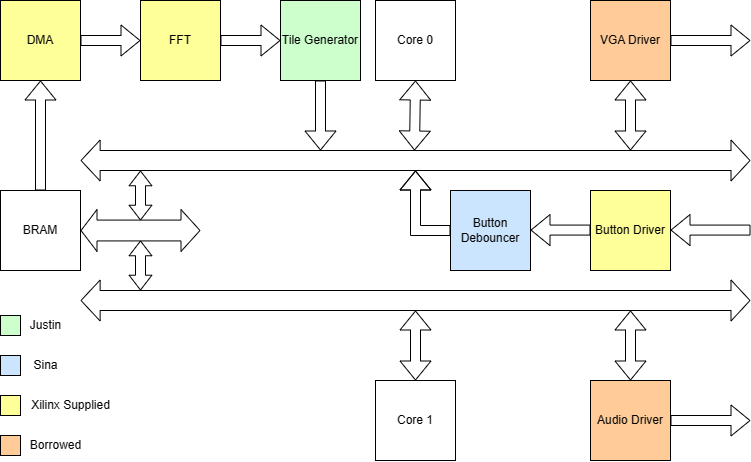 DMA
FFT
Tile Generator
Core 0
VGA Driver
BRAM
Button
Debouncer
Button Driver
Justin
Sina
Xilinx Supplied
Borrowed
Core 1
Audio Driver